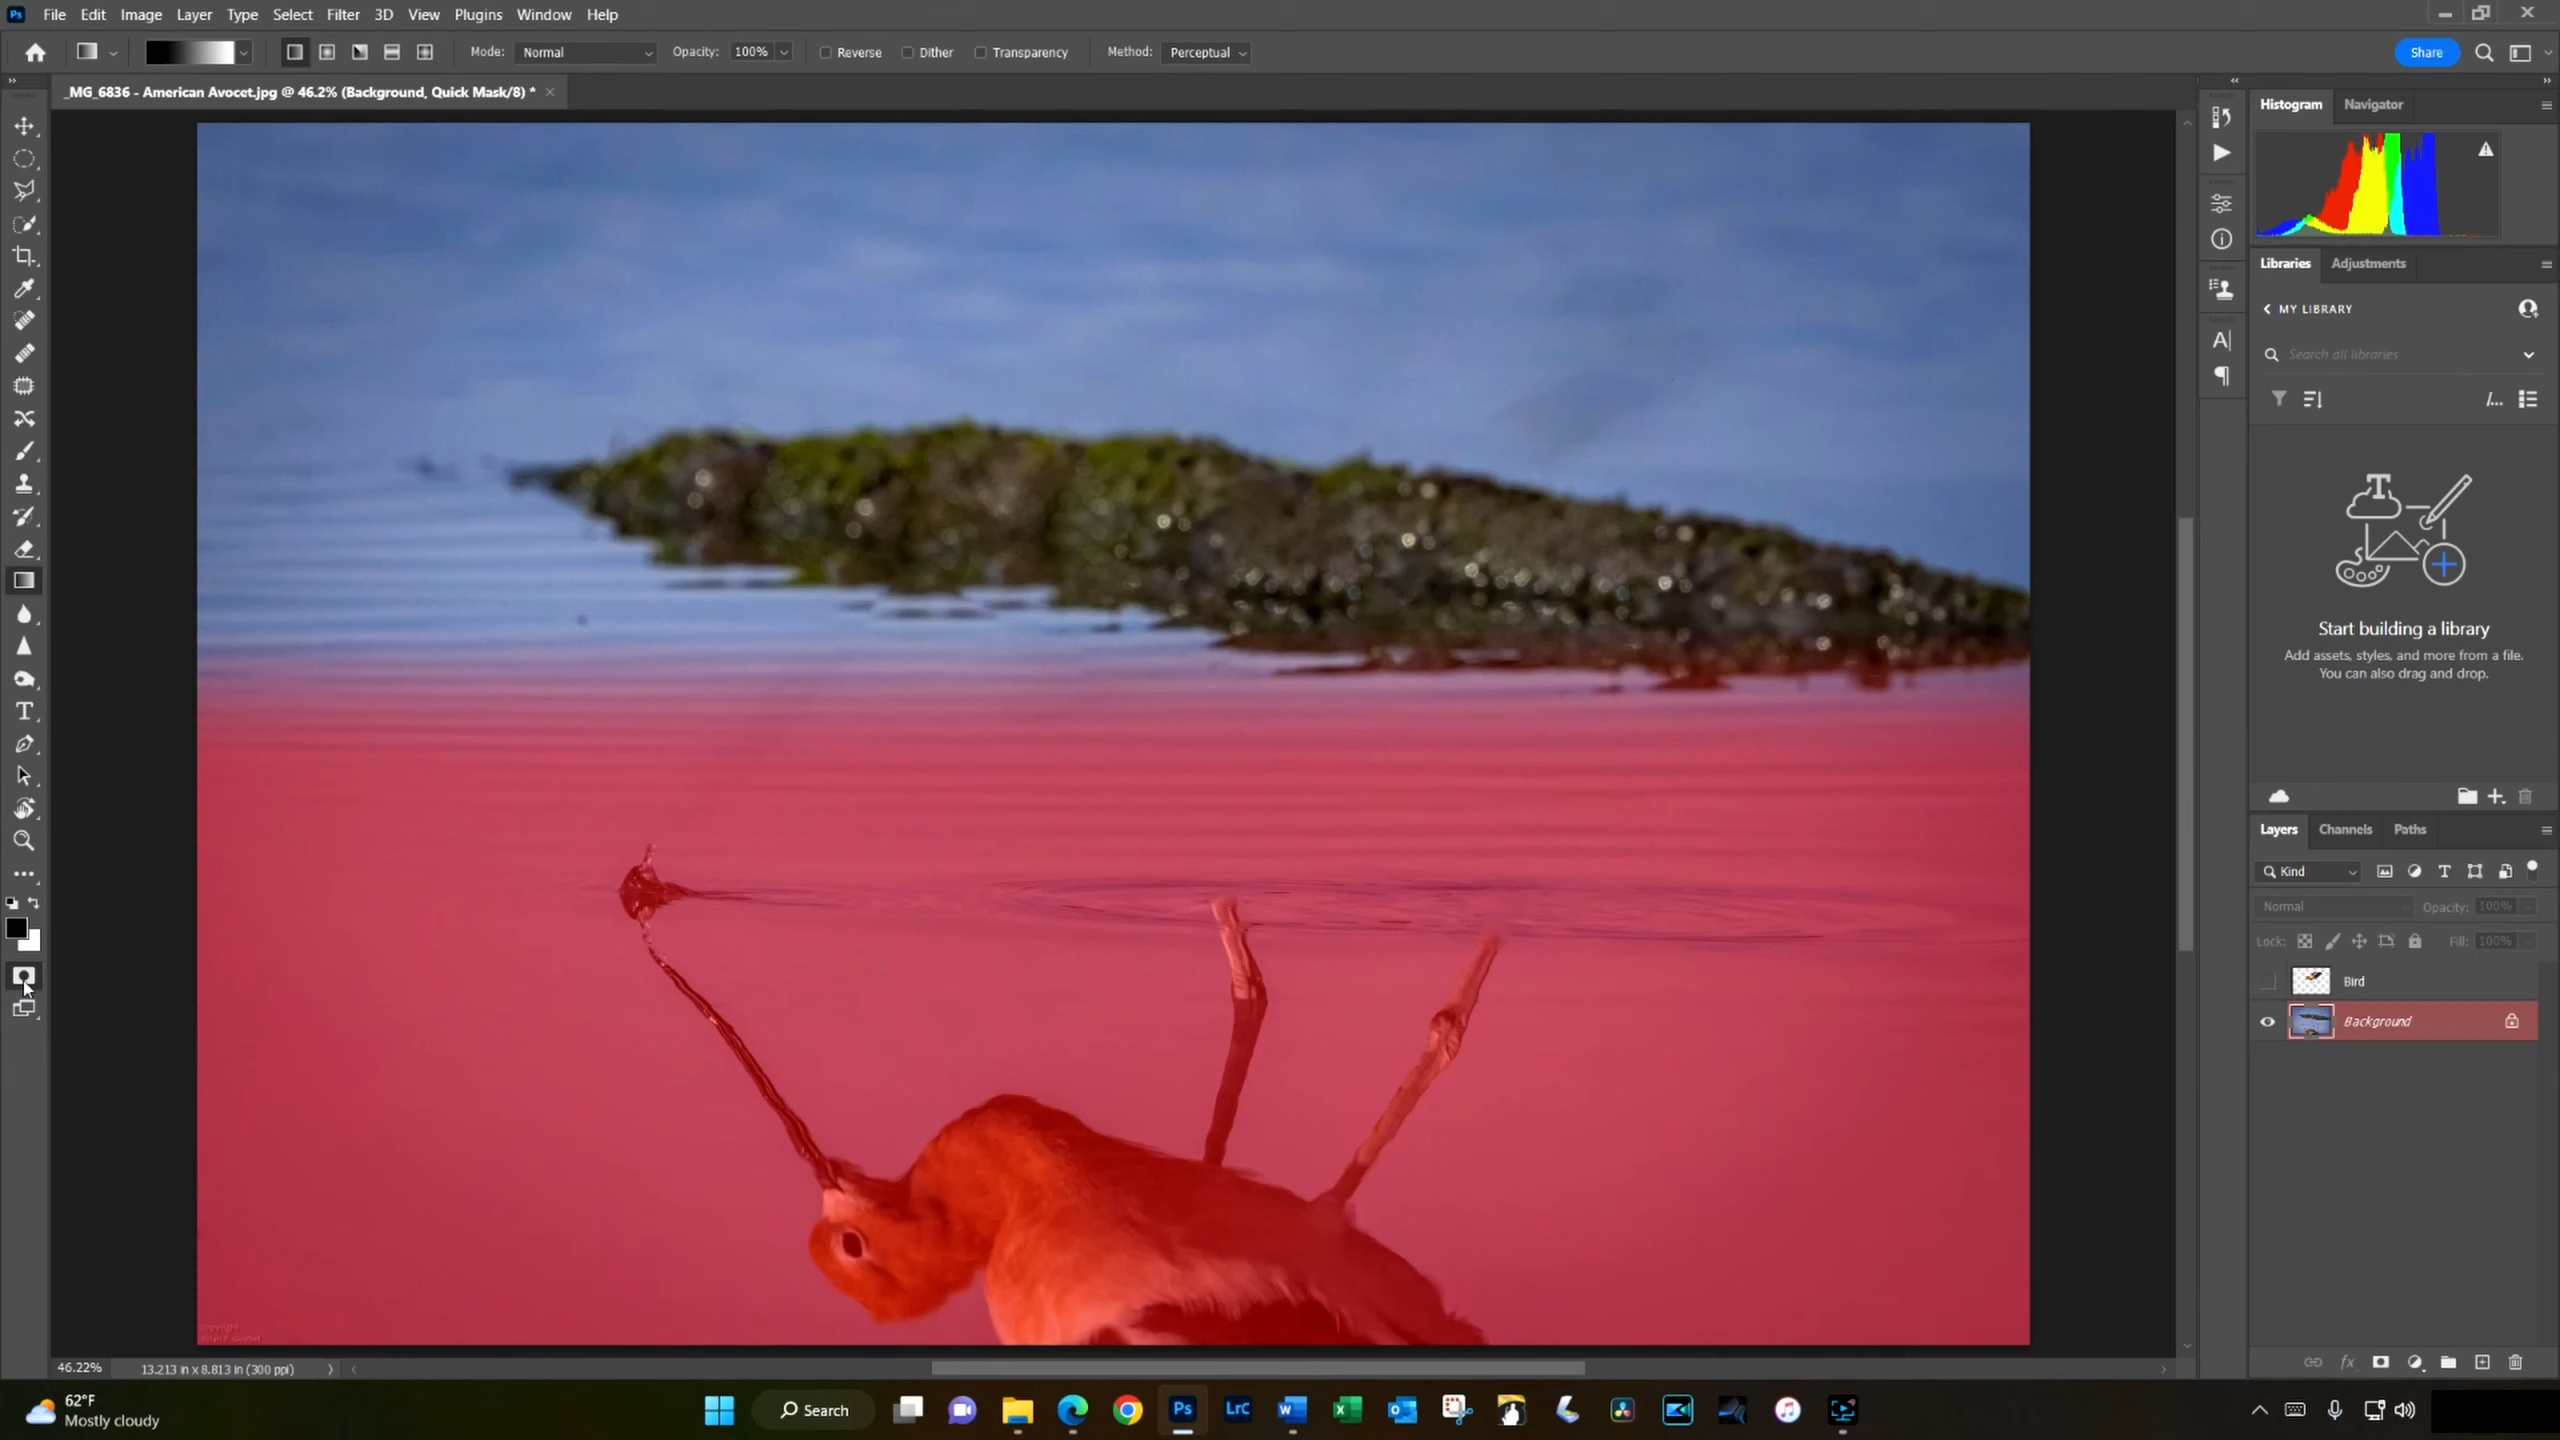 Ps File Edit Image Layer Type Select Filter 3D View Plugins Window Help
Mode: Normal Opacity: 100% Reverse Dither Transparency Method: Perceptual Share
_MG_6836 - American Avocet.jpg @ 46.2% (Background, Quick Mask/8) *
Histogram Navigator
Libraries Adjustments
MY LIBRARY
Search all libraries
Start building a library
Add assets, styles, and more from a file.
You can also drag and drop.
Layers Channels Paths
Kind
Normal Opacity: 100%
Lock: Fill: 100%
Bird
Background
46.22% 13.213 in x 8.813 in (300 ppi)
62°F
Mostly cloudy
Search
Ps
LrC